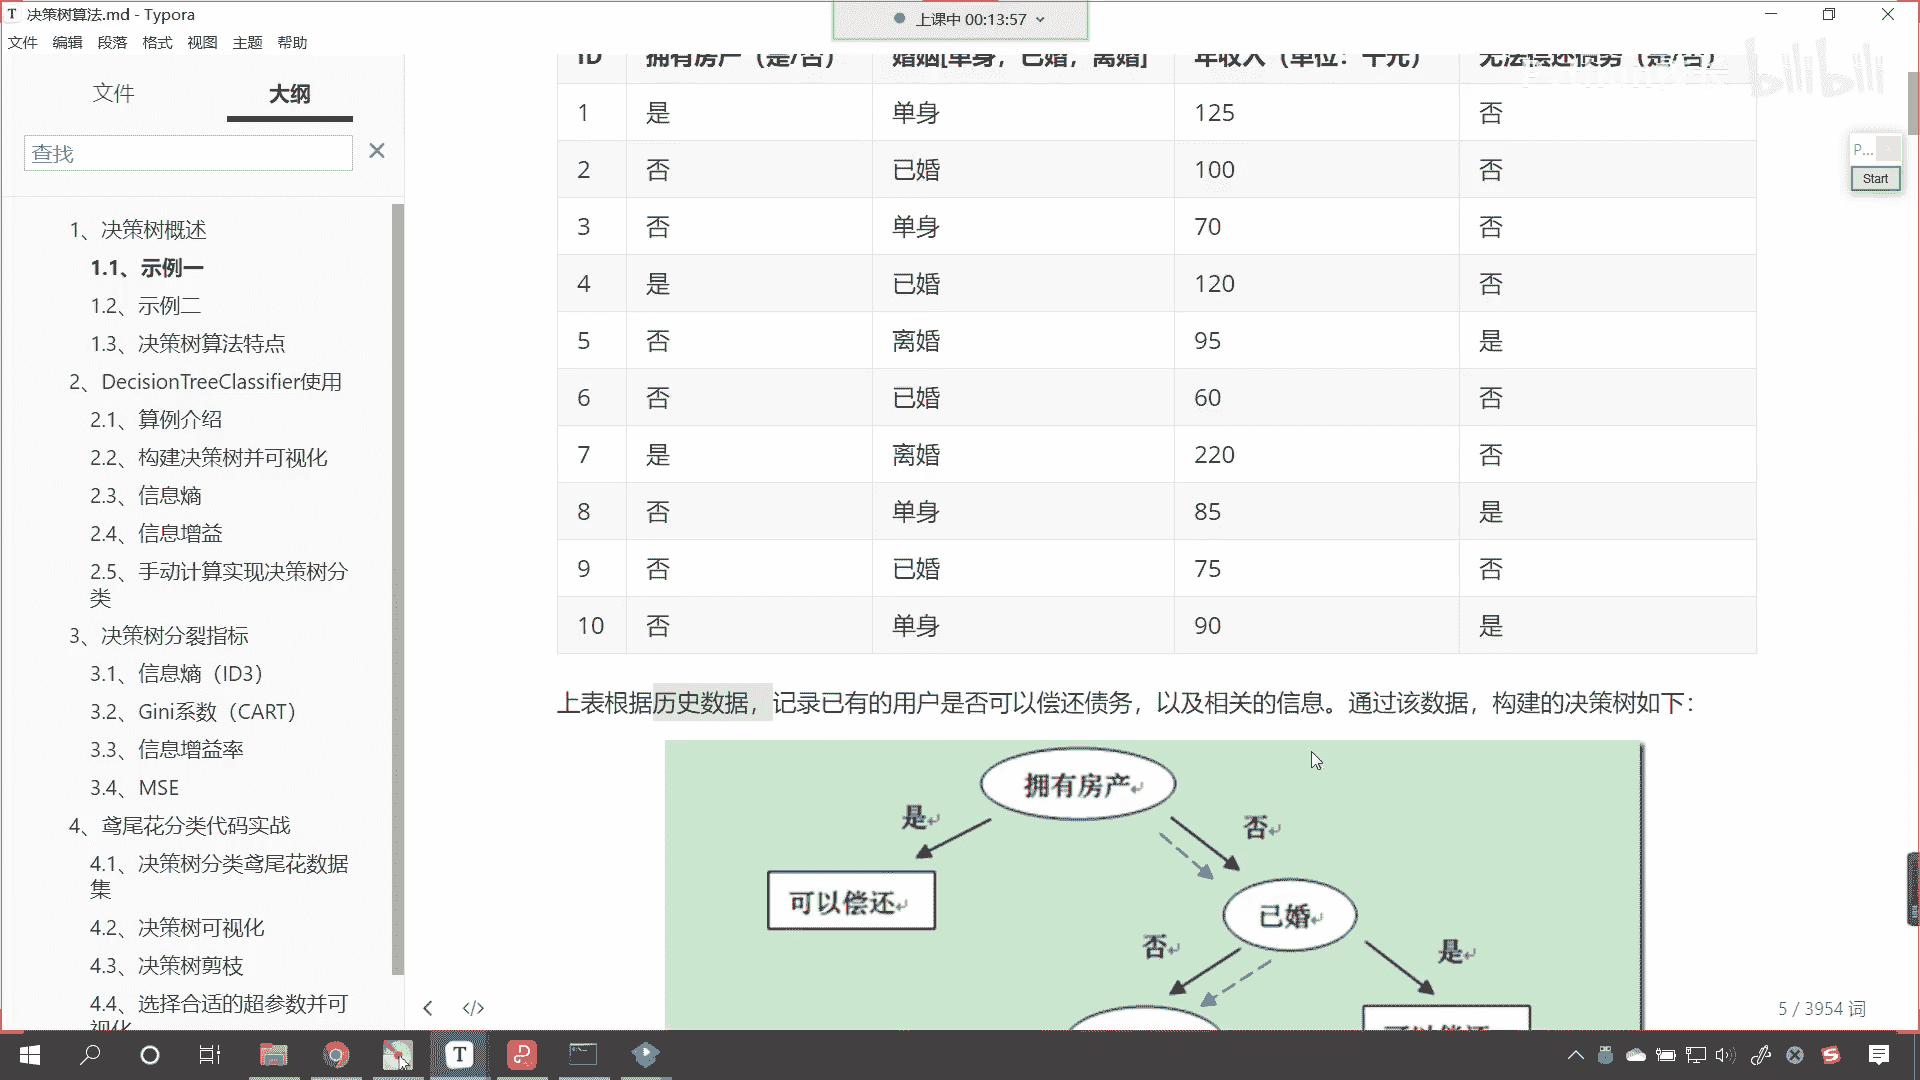 决策树算法.md - Typora
上课中 00:13:57
文件 编辑 段落 格式 视图 主题 帮助
文件 大纲
查找
1、决策树概述
1.1、示例一
1.2、示例二
1.3、决策树算法特点
2、DecisionTreeClassifier使用
2.1、算例介绍
2.2、构建决策树并可视化
2.3、信息熵
2.4、信息增益
2.5、手动计算实现决策树分
类
3、决策树分裂指标
3.1、信息熵（ID3）
3.2、Gini系数（CART）
3.3、信息增益率
3.4、MSE
4、鸢尾花分类代码实战
4.1、决策树分类鸢尾花数据
集
4.2、决策树可视化
4.3、决策树剪枝
4.4、选择合适的超参数并可
视化
ID 拥有房产（是/否） 婚姻[单身，已婚，离婚] 年收入（单位：千元） 无法偿还债务（是/否）
1 是 单身 125 否
2 否 已婚 100 否
3 否 单身 70 否
4 是 已婚 120 否
5 否 离婚 95 是
6 否 已婚 60 否
7 是 离婚 220 否
8 否 单身 85 是
9 否 已婚 75 否
10 否 单身 90 是
上表根据历史数据，记录已有的用户是否可以偿还债务，以及相关的信息。通过该数据，构建的决策树如下：
拥有房产
是
否
可以偿还
已婚
否
是
可以偿还
bilibili
P...
Start
5 / 3954 词